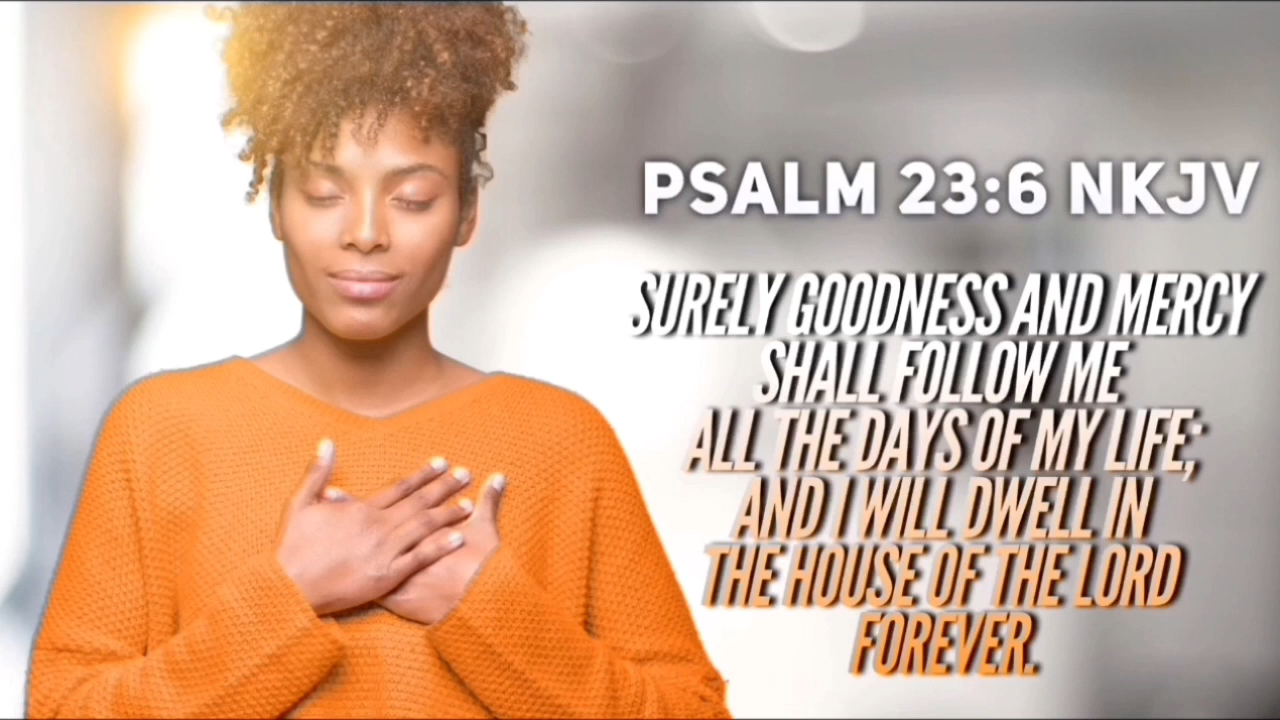 PSALM 23:6 NKJV
SURELY GOODNESS AND MERCY
SHALL FOLLOW ME
ALL THE DAYS OF MY LIFE;
AND I WILL DWELL IN
THE HOUSE OF THE LORD
FOREVER.